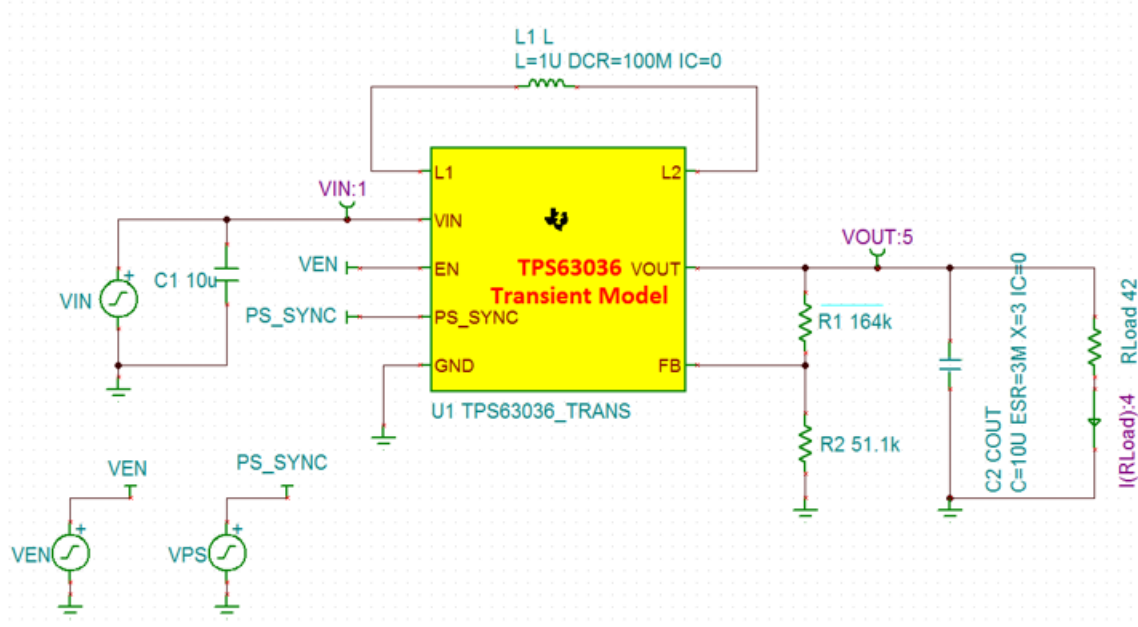 L1 L
L=1U DCR=100M IC=0
L1
L2
VIN:1
VIN
VOUT:5
C1 10u
VIN
VEN
EN
TPS63036
Transient Model
VOUT
PS_SYNC
PS_SYNC
R1 164k
GND
FB
U1 TPS63036_TRANS
R2 51.1k
C2 COUT
C=10U ESR=3M X=3 IC=0
RLoad 42
I(RLoad):4
VEN
PS_SYNC
VEN
VPS
+
+
+